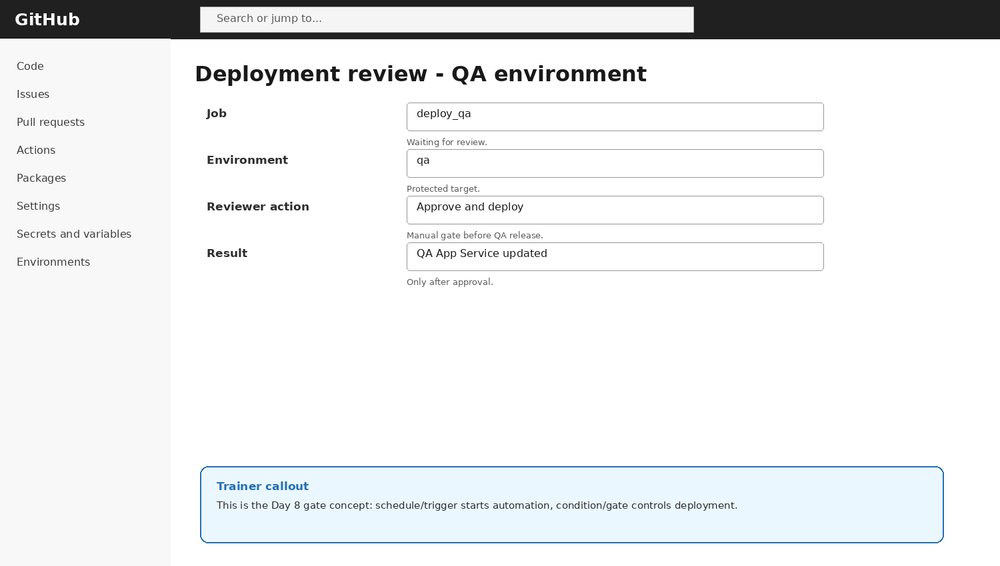 GitHub
Search or jump to...
Code
Issues
Pull requests
Actions
Packages
Settings
Secrets and variables
Environments
Deployment review - QA environment
Job
deploy_qa
Waiting for review.
Environment
qa
Protected target.
Reviewer action
Approve and deploy
Manual gate before QA release.
Result
QA App Service updated
Only after approval.
Trainer callout
This is the Day 8 gate concept: schedule/trigger starts automation, condition/gate controls deployment.